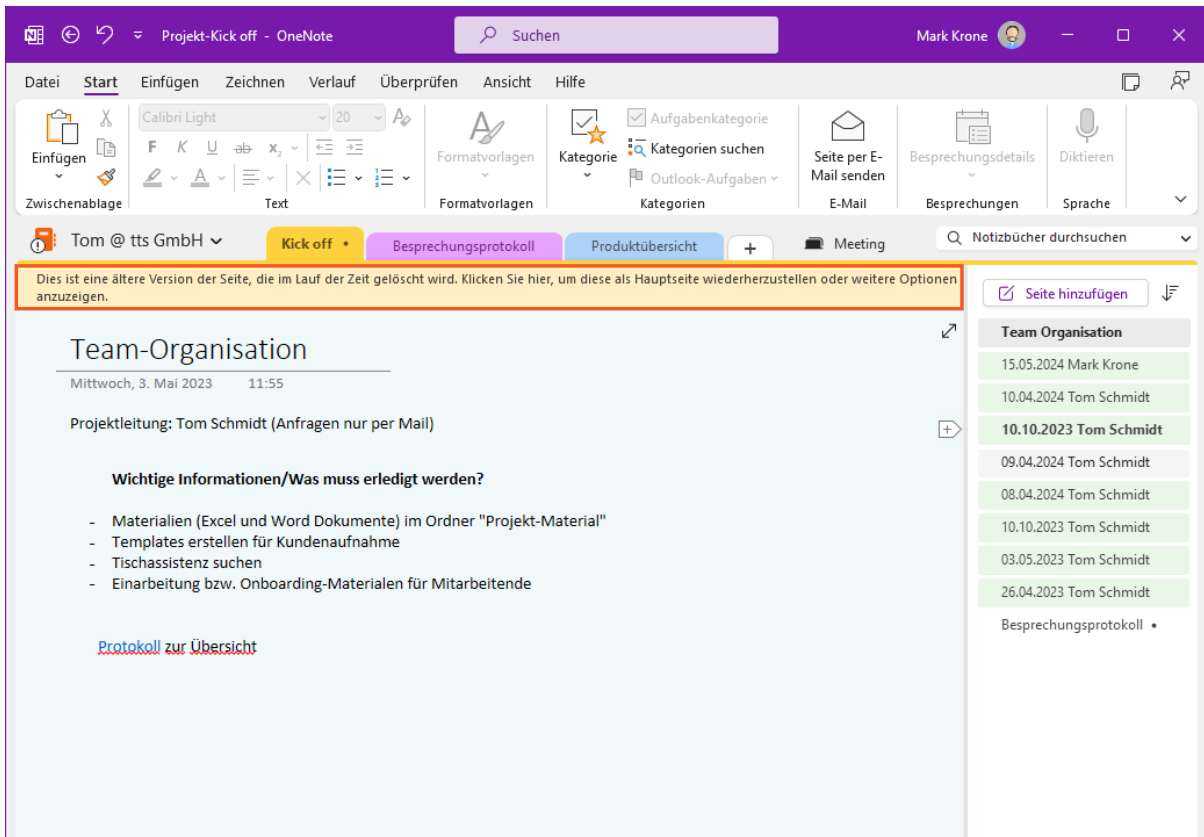 Projekt-Kick off - OneNote
Suchen
Mark Krone
Datei Start Einfügen Zeichnen Verlauf Überprüfen Ansicht Hilfe
Einfügen
Zwischenablage
Calibri Light 20
F K U ab x₂
A
Text
Formatvorlagen
Formatvorlagen
Kategorie
Aufgabenkategorie
Kategorien suchen
Outlook-Aufgaben
Kategorien
Seite per E-
Mail senden
E-Mail
Besprechungsdetails
Besprechungen
Diktieren
Sprache
Tom @ tts GmbH
Kick off •
Besprechungsprotokoll
Produktübersicht
+
Meeting
Notizbücher durchsuchen
Dies ist eine ältere Version der Seite, die im Lauf der Zeit gelöscht wird. Klicken Sie hier, um diese als Hauptseite wiederherzustellen oder weitere Optionen
anzuzeigen.
Team-Organisation
Mittwoch, 3. Mai 2023 11:55
Projektleitung: Tom Schmidt (Anfragen nur per Mail)
Wichtige Informationen/Was muss erledigt werden?
- Materialien (Excel und Word Dokumente) im Ordner "Projekt-Material"
- Templates erstellen für Kundenaufnahme
- Tischassistenz suchen
- Einarbeitung bzw. Onboarding-Materialen für Mitarbeitende
Protokoll zur Übersicht
Seite hinzufügen
Team Organisation
15.05.2024 Mark Krone
10.04.2024 Tom Schmidt
10.10.2023 Tom Schmidt
09.04.2024 Tom Schmidt
08.04.2024 Tom Schmidt
10.10.2023 Tom Schmidt
03.05.2023 Tom Schmidt
26.04.2023 Tom Schmidt
Besprechungsprotokoll •